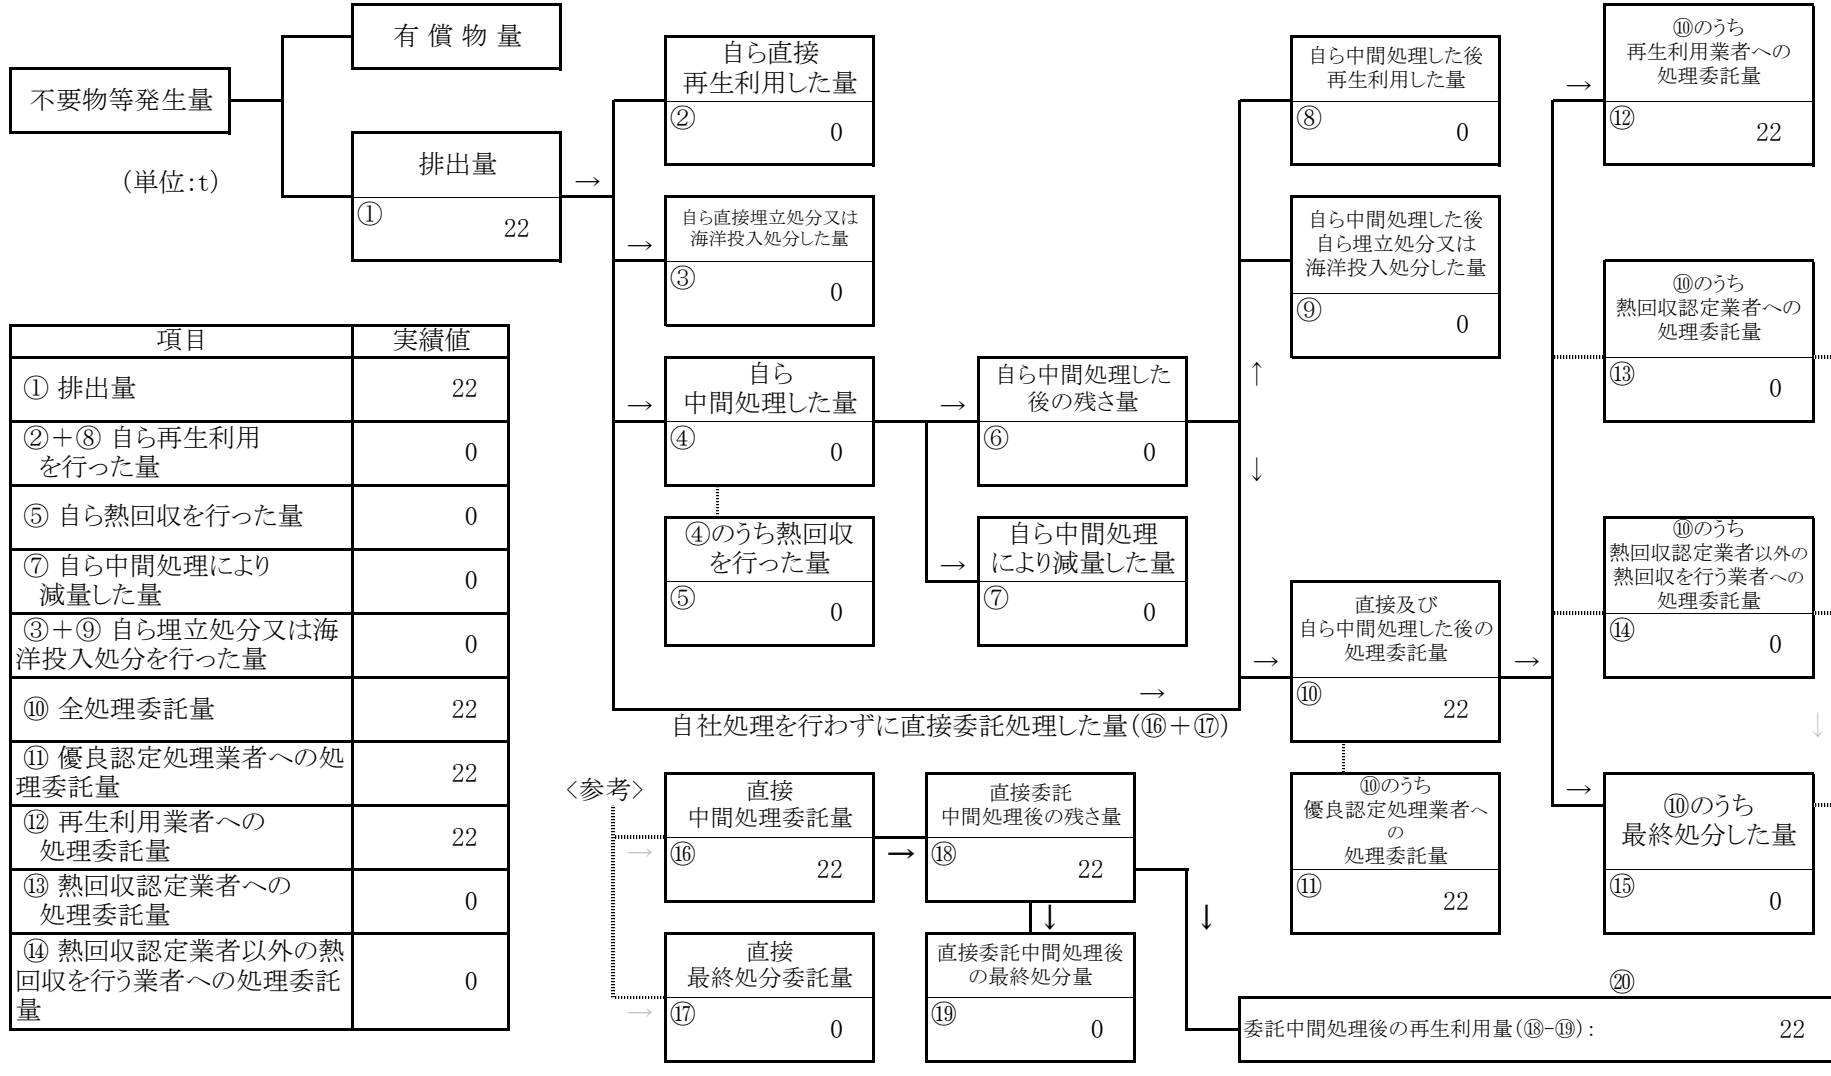 不要物等発生量
有償物量
排出量
①
22
(単位:t)
→
自ら直接
再生利用した量
②
0
→
自ら直接埋立処分又は
海洋投入処分した量
③
0
→
自ら
中間処理した量
④
0
④のうち熱回収
を行った量
⑤
0
→
自ら中間処理した
後の残さ量
⑥
0
→
自ら中間処理
により減量した量
⑦
0
↑
↓
自ら中間処理した後
再生利用した量
⑧
0
自ら中間処理した後
自ら埋立処分又は
海洋投入処分した量
⑨
0
→
自社処理を行わずに直接委託処理した量(⑯+⑰)
→
直接及び
自ら中間処理した後の
処理委託量
⑩
22
⑩のうち
優良認定処理業者へ
の
処理委託量
⑪
22
→
→
⑩のうち
再生利用業者への
処理委託量
⑫
22
⑩のうち
熱回収認定業者への
処理委託量
⑬
0
⑩のうち
熱回収認定業者以外の
熱回収を行う業者への
処理委託量
⑭
0
↓
→
⑩のうち
最終処分した量
⑮
0
項目 実績値
① 排出量 22
②+⑧ 自ら再生利用
を行った量 0
⑤ 自ら熱回収を行った量 0
⑦ 自ら中間処理により
減量した量 0
③+⑨ 自ら埋立処分又は海
洋投入処分を行った量 0
⑩ 全処理委託量 22
⑪ 優良認定処理業者への処
理委託量 22
⑫ 再生利用業者への
処理委託量 22
⑬ 熱回収認定業者への
処理委託量 0
⑭ 熱回収認定業者以外の熱
回収を行う業者への処理委託
量 0
<参考>
→
直接
中間処理委託量
⑯
22
→
直接委託
中間処理後の残さ量
⑱
22
→
直接
最終処分委託量
⑰
0
↓
直接委託中間処理後
の最終処分量
⑲
0
↓
⑳
委託中間処理後の再生利用量(⑱-⑲): 22